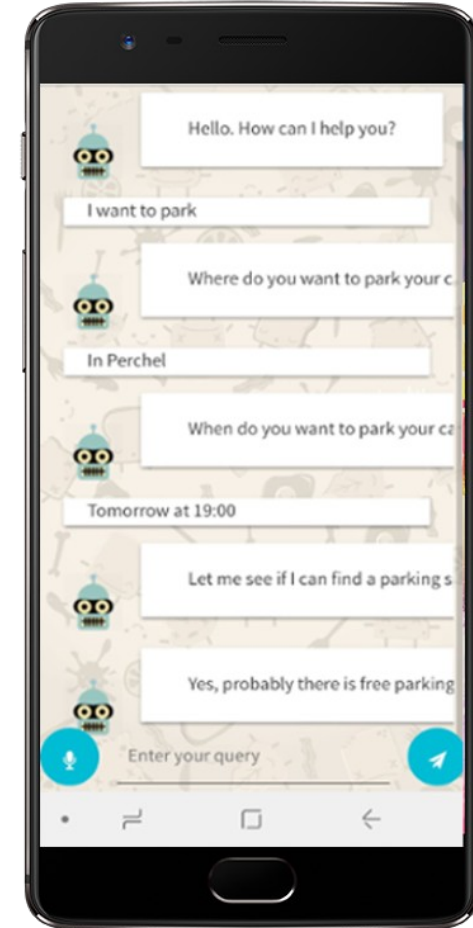 Hello. How can I help you?
I want to park
Where do you want to park your c
In Perchel
When do you want to park your ca
Tomorrow at 19:00
Let me see if I can find a parking s
Yes, probably there is free parking
Enter your query